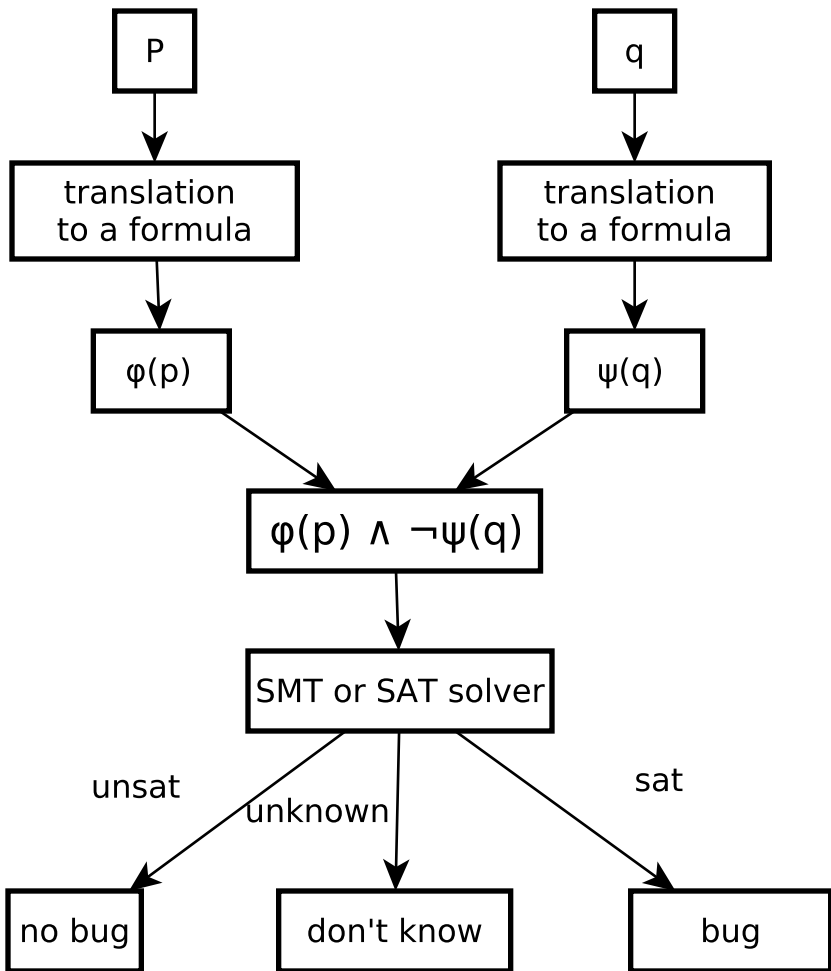 P
q
translation
to a formula
translation
to a formula
φ(p)
ψ(q)
φ(p) ∧ ¬ψ(q)
SMT or SAT solver
unsat
unknown
sat
no bug
don't know
bug